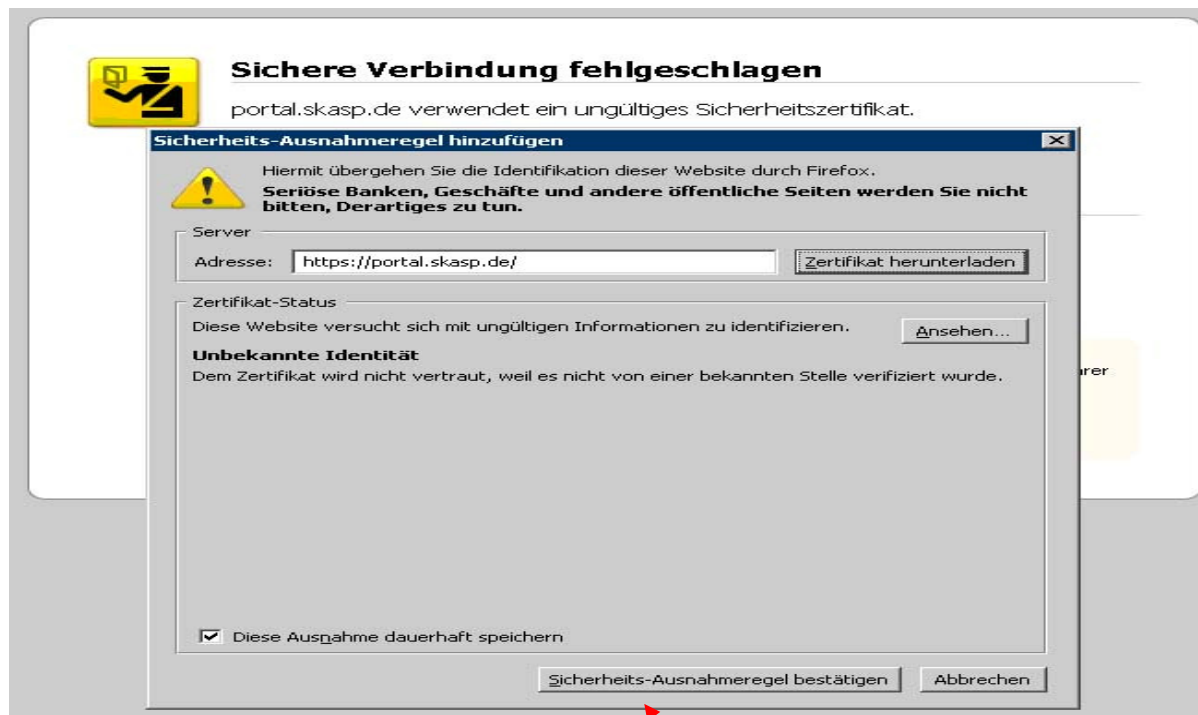 Sichere Verbindung fehlgeschlagen
portal.skasp.de verwendet ein ungültiges Sicherheitszertifikat.
Sicherheits-Ausnahmeregel hinzufügen
Hiermit übergehen Sie die Identifikation dieser Website durch Firefox.
Seriöse Banken, Geschäfte und andere öffentliche Seiten werden Sie nicht
bitten, Derartiges zu tun.
Server
Adresse: https://portal.skasp.de/ Zertifikat herunterladen
Zertifikat-Status
Diese Website versucht sich mit ungültigen Informationen zu identifizieren. Ansehen...
Unbekannte Identität
Dem Zertifikat wird nicht vertraut, weil es nicht von einer bekannten Stelle verifiziert wurde.
Diese Ausnahme dauerhaft speichern
Sicherheits-Ausnahmeregel bestätigen Abbrechen